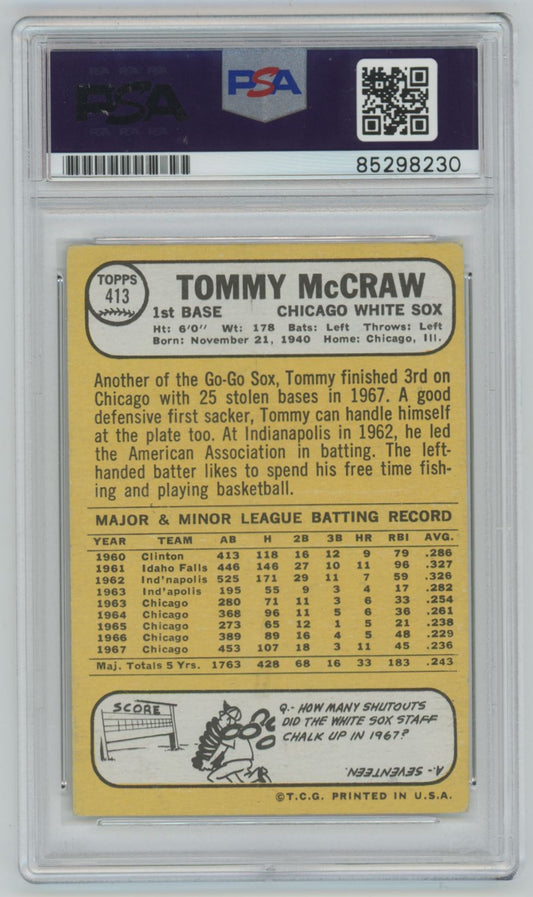 PSA PSA PSA
PSA
PSA PSA PSA
PSA
85298230
TOPPS
413
TOMMY McCRAW
1st BASE CHICAGO WHITE SOX
Ht: 6'0" Wt: 178 Bats: Left Throws: Left
Born: November 21, 1940 Home: Chicago, Ill.
Another of the Go-Go Sox, Tommy finished 3rd on
Chicago with 25 stolen bases in 1967. A good
defensive first sacker, Tommy can handle himself
at the plate too. At Indianapolis in 1962, he led
the American Association in batting. The left-
handed batter likes to spend his free time fish-
ing and playing basketball.
MAJOR & MINOR LEAGUE BATTING RECORD
YEAR TEAM AB H 2B 3B HR RBI AVG.
1960 Clinton 413 118 16 12 9 79 .286
1961 Idaho Falls 446 146 27 10 11 96 .327
1962 Ind'napolis 525 171 29 11 7 59 .326
1963 Ind'apolis 195 55 9 3 4 17 .282
1963 Chicago 280 71 11 3 6 33 .254
1964 Chicago 368 96 11 5 6 36 .261
1965 Chicago 273 65 12 1 5 21 .238
1966 Chicago 389 89 16 4 5 48 .229
1967 Chicago 453 107 18 3 11 45 .236
Maj. Totals 5 Yrs. 1763 428 68 16 33 183 .243
SCORE
Q.- HOW MANY SHUTOUTS
DID THE WHITE SOX STAFF
CHALK UP IN 1967?
A.- SEVENTEEN.
©T.C.G. PRINTED IN U.S.A.